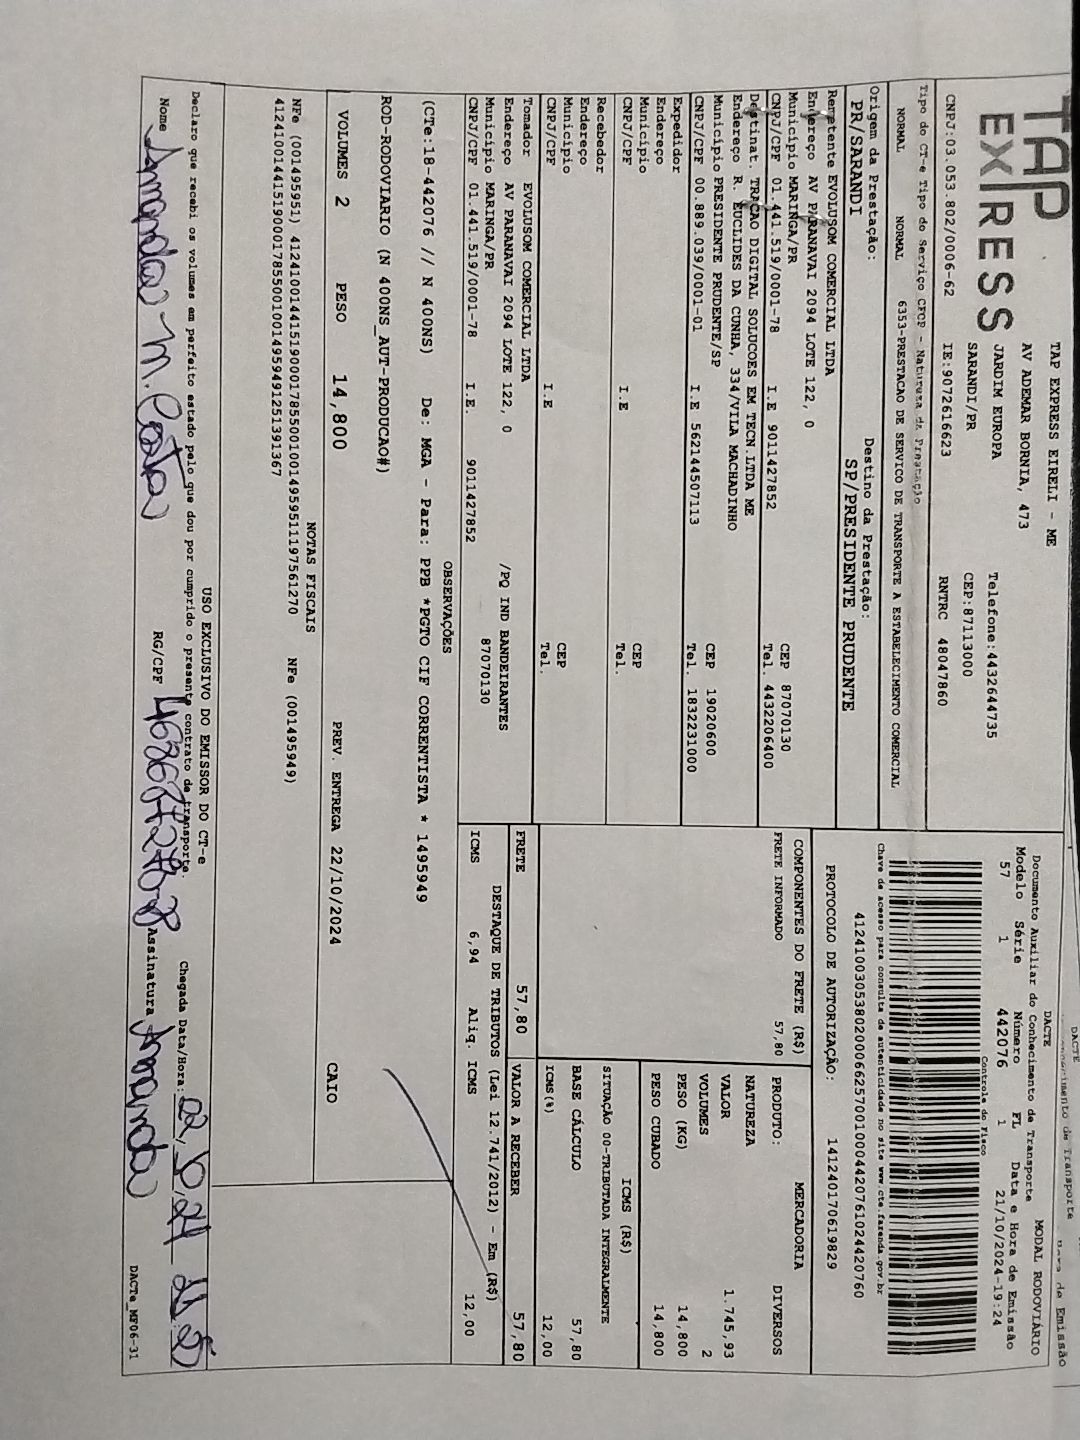 TAP
EXPRESS
TAP EXPRESS EIRELI - ME
AV ADEMAR BORNIA, 473
JARDIM EUROPA
SARANDI/PR
Telefone:4432644735
CEP:87113000
CNPJ:03.053.802/0006-62 IE:9072616623 RNTRC 48047860
Tipo do CT-e Tipo do Serviço CFOP - Natureza da Prestação
NORMAL NORMAL 6353-PRESTACAO DE SERVICO DE TRANSPORTE A ESTABELECIMENTO COMERCIAL
Origem da Prestação: Destino da Prestação:
PR/SARANDI SP/PRESIDENTE PRUDENTE
Remetente EVOLUSOM COMERCIAL LTDA
Endereço AV PARANAVAI 2094 LOTE 122, 0
Município MARINGA/PR CEP 87070130
CNPJ/CPF 01.441.519/0001-78 I.E 9011427852 Tel. 4432206400
Destinat. TRACAO DIGITAL SOLUCOES EM TECN LTDA ME
Endereço R. EUCLIDES DA CUNHA, 334/VILA MACHADINHO
Município PRESIDENTE PRUDENTE/SP CEP 19020600
CNPJ/CPF 00.889.039/0001-01 I.E 562144507113 Tel. 1832231000
Expedidor
Endereço
Município CEP
CNPJ/CPF I.E Tel.
Recebedor
Endereço
Município CEP
CNPJ/CPF I.E Tel.
Tomador EVOLUSOM COMERCIAL LTDA
Endereço AV PARANAVAI 2094 LOTE 122, 0 /PQ IND BANDEIRANTES
Município MARINGA/PR 87070130
CNPJ/CPF 01.441.519/0001-78 I.E. 9011427852
DACTE
Documento Auxiliar do Conhecimento de Transporte MODAL RODOVIÁRIO
Modelo Série Número FL Data e Hora de Emissão
57 1 442076 1 21/10/2024-19:24
Controle do Fisco
Chave de acesso para consulta de autenticidade no site www.cte.fazenda.gov.br
41241003053802000662570010004420761024420760
PROTOCOLO DE AUTORIZAÇÃO: 141240170619829
COMPONENTES DO FRETE (R$)
FRETE INFORMADO 57,80
MERCADORIA
PRODUTO: DIVERSOS
NATUREZA
VALOR 1.745,93
VOLUMES 2
PESO (KG) 14,800
PESO CUBADO 14,800
ICMS (R$)
SITUAÇÃO 00-TRIBUTADA INTEGRALMENTE
BASE CÁLCULO 57,80
ICMS(%) 12,00
FRETE 57,80 VALOR A RECEBER 57,80
DESTAQUE DE TRIBUTOS (Lei 12.741/2012) - Em (R$)
ICMS 6,94 Aliq. ICMS 12,00
OBSERVAÇÕES
(CTe:18-442076 // N 400NS) De: MGA - Para: PPB *PGTO CIF CORRENTISTA * 1495949
ROD-RODOVIARIO (N 400NS_AUT-PRODUCAO#)
VOLUMES 2 PESO 14,800 PREV. ENTREGA 22/10/2024 CAIO
NOTAS FISCAIS
NFe (001495951) 41241001441519000178550010014959511197561270 NFe (001495949)
41241001441519000178550010014959491251391367
USO EXCLUSIVO DO EMISSOR DO CT-e
Declaro que recebi os volumes em perfeito estado pelo que dou por cumprido o presente contrato de transporte. Chegada Data/Hora:
Nome Amanda M. Costa RG/CPF Assinatura Amanda
DACTe_MF06-31